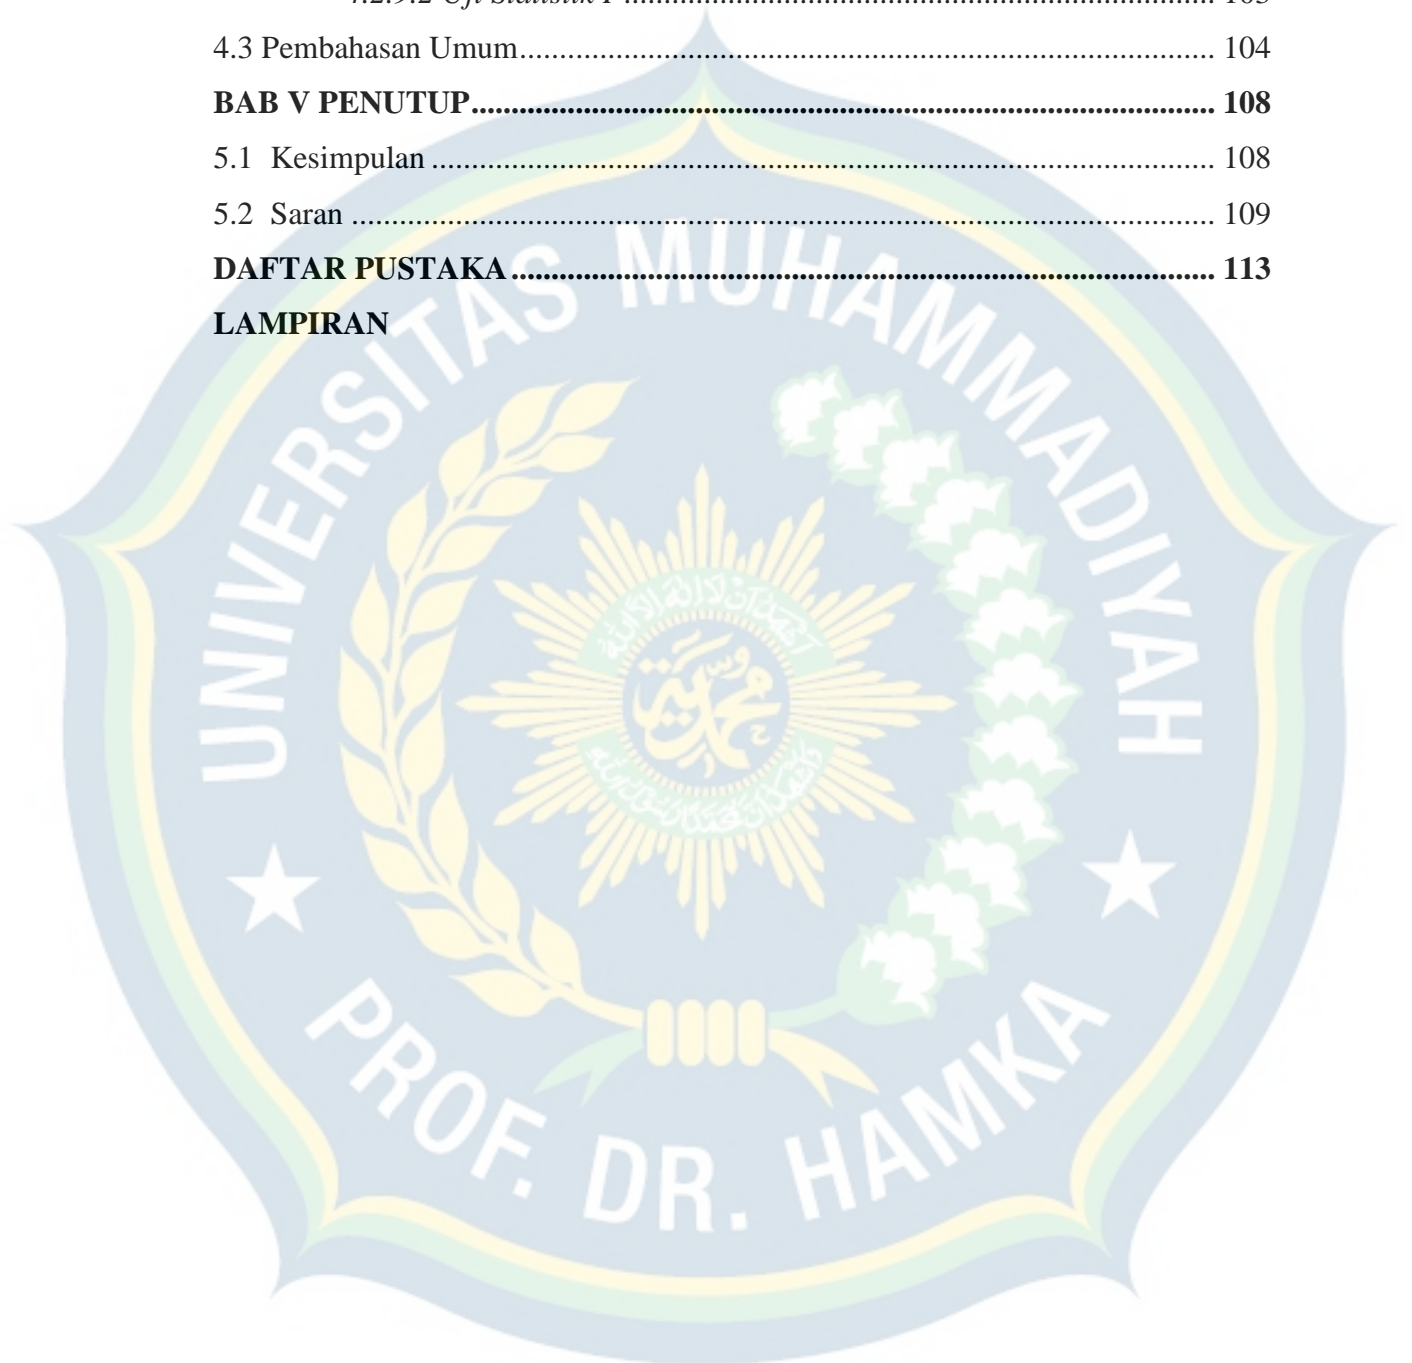 4.3 Pembahasan Umum........................................................................................ 104
BAB V PENUTUP............................................................................................... 108
5.1 Kesimpulan .................................................................................................... 108
5.2 Saran .............................................................................................................. 109
DAFTAR PUSTAKA .......................................................................................... 113
LAMPIRAN
UNIVERSITAS MUHAMMADIYAH
PROF. DR. HAMKA